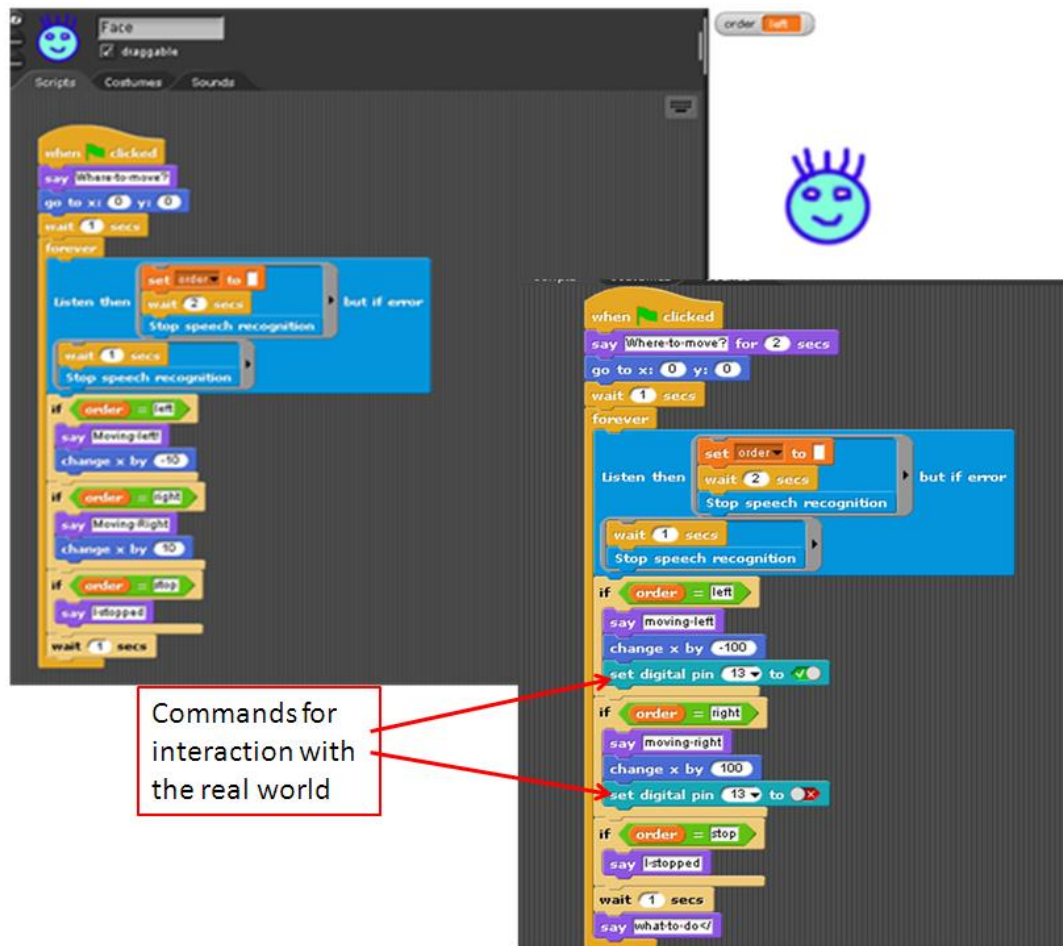 Face
draggable
Scripts Costumes Sounds
order left
when clicked
say Where-to-move?
go to x: 0 y: 0
wait 1 secs
forever
Listen then set order to but if error
wait 2 secs
Stop speech recognition
wait 1 secs
Stop speech recognition
if order = left
say Moving-left!
change x by -10
if order = right
say Moving-Right
change x by 10
if order = stop
say I-stopped
wait 1 secs
when clicked
say Where-to-move? for 2 secs
go to x: 0 y: 0
wait 1 secs
forever
Listen then set order to but if error
wait 2 secs
Stop speech recognition
wait 1 secs
Stop speech recognition
if order = left
say moving-left
change x by -100
set digital pin 13 to
if order = right
say moving-right
change x by 100
set digital pin 13 to
if order = stop
say I-stopped
wait 1 secs
say what-to-do</
Commands for
interaction with
the real world